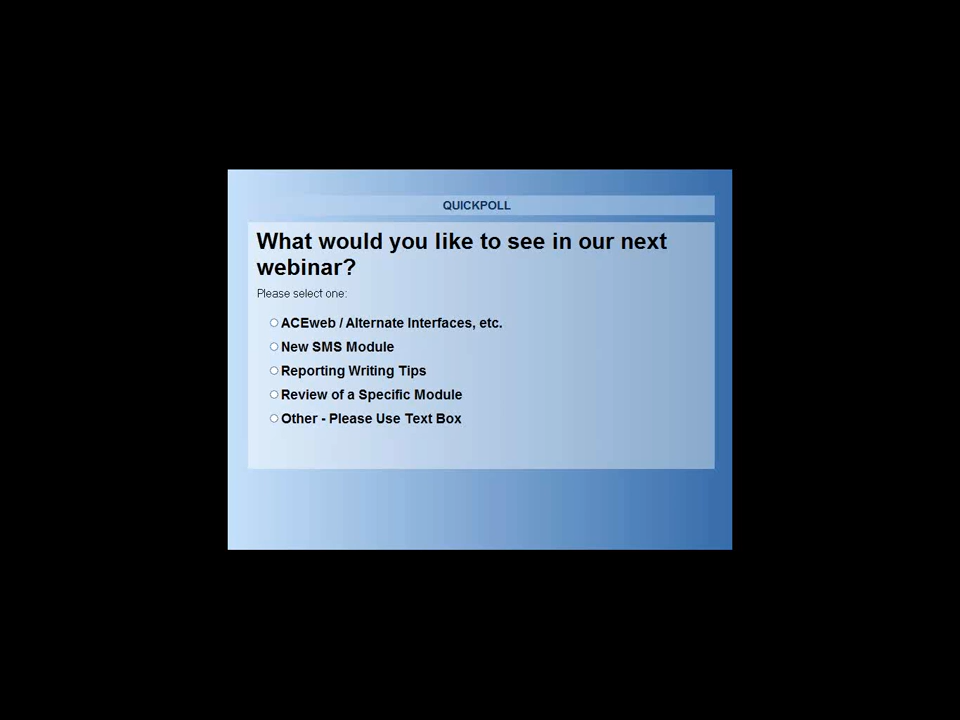 QUICKPOLL
What would you like to see in our next
webinar?
Please select one:
ACEweb / Alternate Interfaces, etc.
New SMS Module
Reporting Writing Tips
Review of a Specific Module
Other - Please Use Text Box